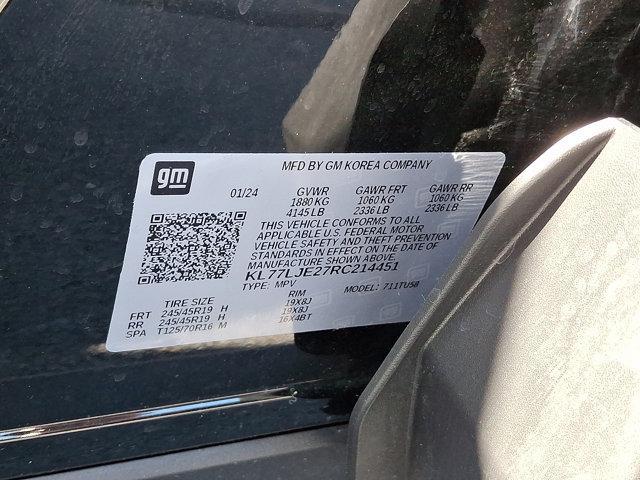 gm
MFD BY GM KOREA COMPANY
01/24 GVWR GAWR FRT GAWR RR
1880 KG 1060 KG 1060 KG
4145 LB 2336 LB 2336 LB
THIS VEHICLE CONFORMS TO ALL
APPLICABLE U.S. FEDERAL MOTOR
VEHICLE SAFETY AND THEFT PREVENTION
STANDARDS IN EFFECT ON THE DATE OF
MANUFACTURE SHOWN ABOVE.
KL77LJE27RC214451
TYPE: MPV MODEL: 711TU58
TIRE SIZE RIM
FRT 245/45R19 H 19X8J
RR 245/45R19 H 19X8J
SPA T125/70R16 M 16X4BT